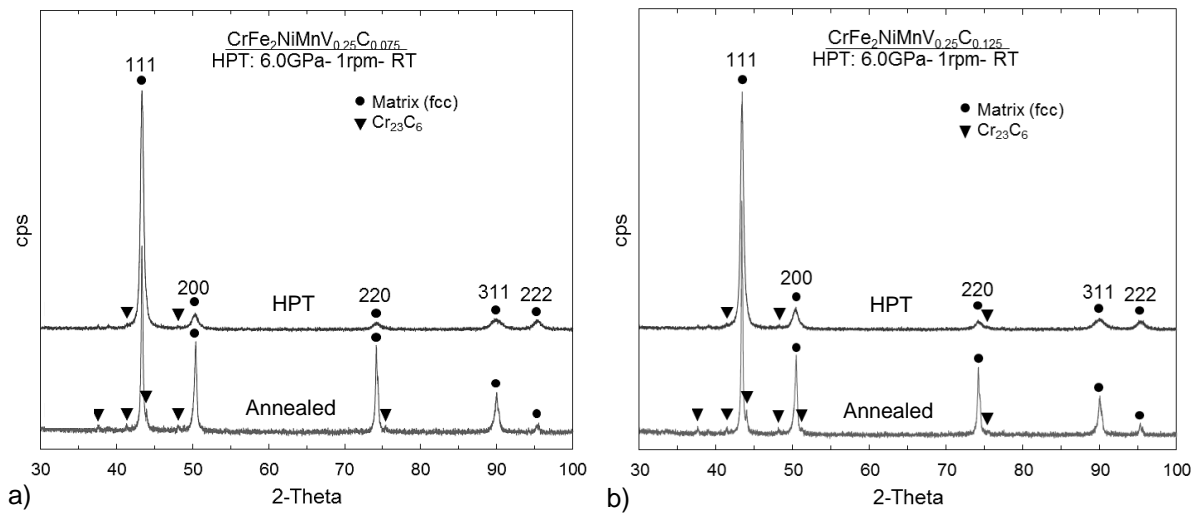 CrFe₂NiMnV₀.₂₅C₀.₀₇₅
HPT: 6.0GPa- 1rpm- RT
111
● Matrix (fcc)
▼ Cr₂₃C₆
200
HPT
220
311
222
Annealed
cps
30 40 50 60 70 80 90 100
2-Theta
a)
CrFe₂NiMnV₀.₂₅C₀.₁₂₅
HPT: 6.0GPa- 1rpm- RT
111
● Matrix (fcc)
▼ Cr₂₃C₆
200
HPT
220
311
222
Annealed
cps
30 40 50 60 70 80 90 100
2-Theta
b)